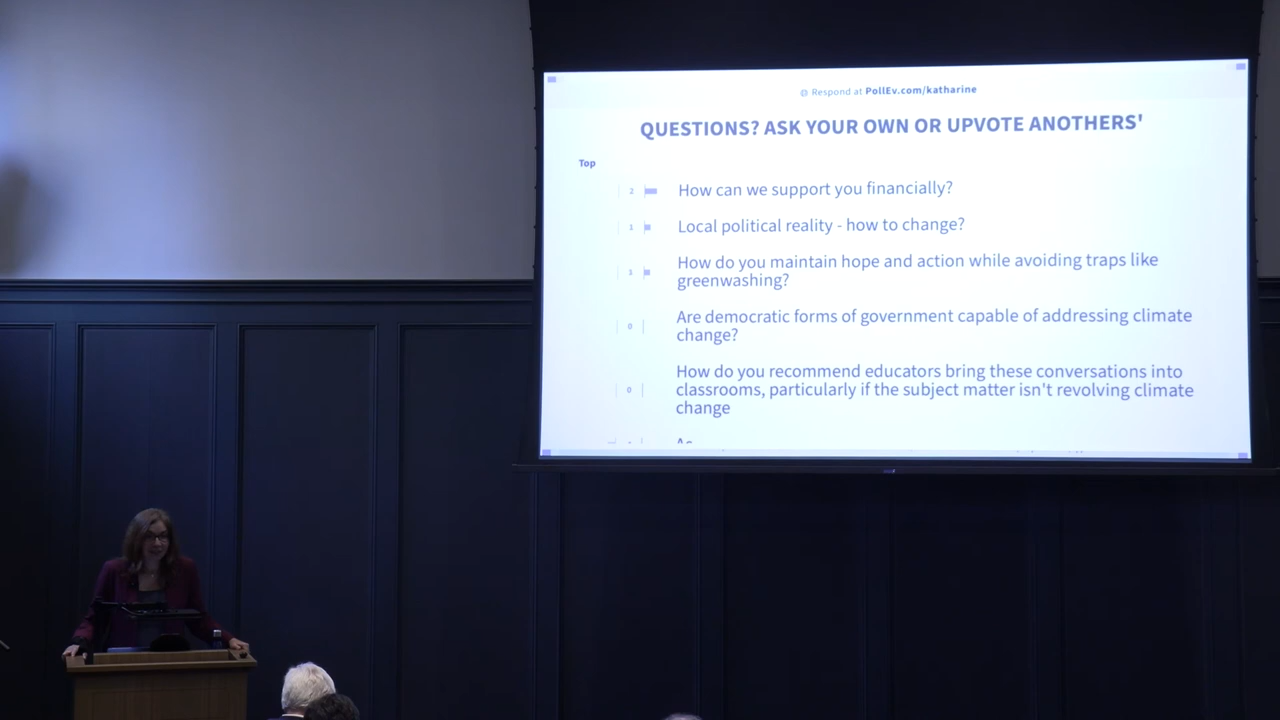 Respond at PollEv.com/katharine
QUESTIONS? ASK YOUR OWN OR UPVOTE ANOTHERS'
Top
2 How can we support you financially?
1 Local political reality - how to change?
1 How do you maintain hope and action while avoiding traps like
greenwashing?
0 Are democratic forms of government capable of addressing climate
change?
0 How do you recommend educators bring these conversations into
classrooms, particularly if the subject matter isn't revolving climate
change